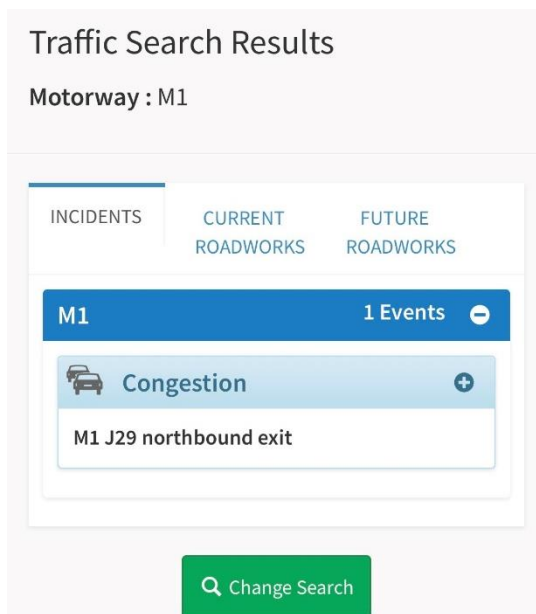 Traffic Search Results
Motorway : M1
INCIDENTS
CURRENT
ROADWORKS
FUTURE
ROADWORKS
M1 1 Events
Congestion
M1 J29 northbound exit
Change Search